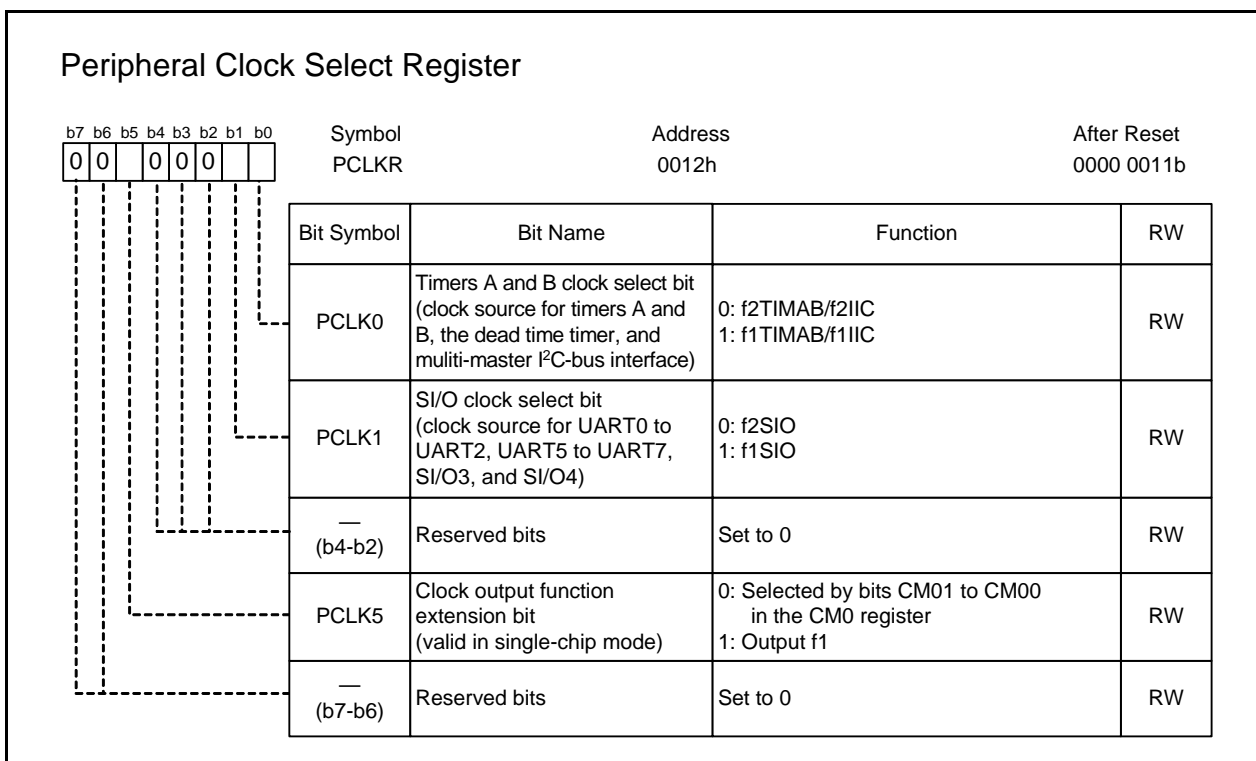 Peripheral Clock Select Register
b7 b6 b5 b4 b3 b2 b1 b0
Symbol
Address
After Reset
0 0 0 0 0
PCLKR
0012h
0000 0011b
Bit Symbol
Bit Name
Function
RW
PCLK0
Timers A and B clock select bit
(clock source for timers A and
B, the dead time timer, and
muliti-master I²C-bus interface)
0: f2TIMAB/f2IIC
1: f1TIMAB/f1IIC
RW
PCLK1
SI/O clock select bit
(clock source for UART0 to
UART2, UART5 to UART7,
SI/O3, and SI/O4)
0: f2SIO
1: f1SIO
RW
—
(b4-b2)
Reserved bits
Set to 0
RW
PCLK5
Clock output function
extension bit
(valid in single-chip mode)
0: Selected by bits CM01 to CM00
in the CM0 register
1: Output f1
RW
—
(b7-b6)
Reserved bits
Set to 0
RW